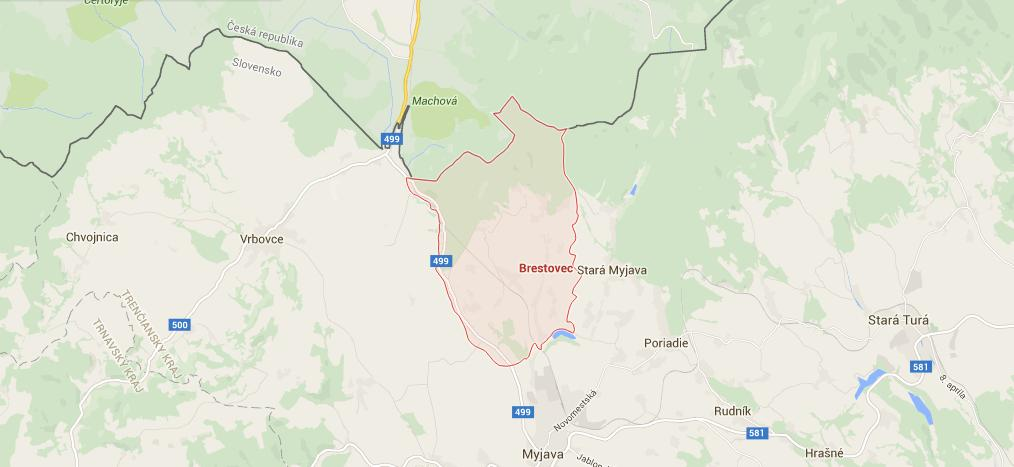 Čertoryje
Česká republika
Slovensko
Machová
499
Chvojnica
Vrbovce
499
Brestovec
Stará Myjava
500
TRENČIANSKY KRAJ
TRNAVSKÝ KRAJ
Stará Turá
Poriadie
581
8. apríla
499
Novomestská
Rudník
581
Myjava
Hrašné